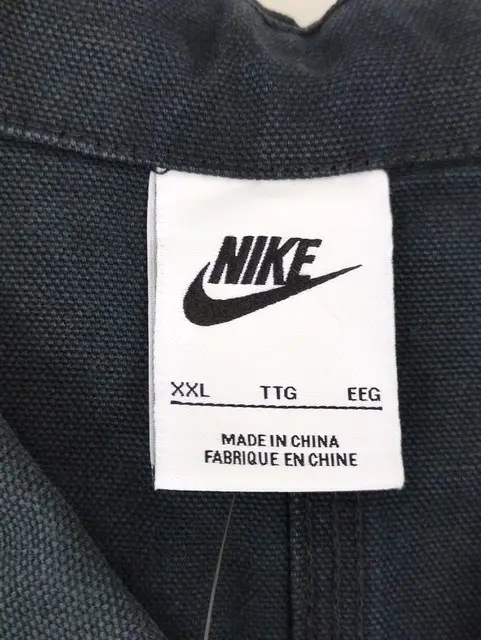 NIKE
XXL TTG EEG
MADE IN CHINA
FABRIQUE EN CHINE